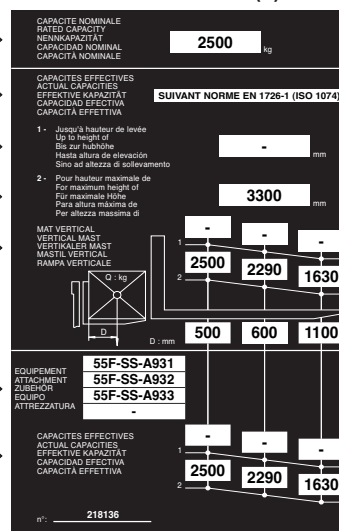 CAPACITE NOMINALE
RATED CAPACITY
NENNKAPAZITÄT
CAPACIDAD NOMINAL
CAPACITÀ NOMINALE
2500 kg
CAPACITES EFFECTIVES
ACTUAL CAPACITIES
EFFEKTIVE KAPAZITÄT
CAPACIDAD EFECTIVA
CAPACITÀ EFFETTIVA
SUIVANT NORME EN 1726-1 (ISO 1074)
1 - Jusqu'à hauteur de levée
Up to height of
Bis zur hubhöhe
Hasta altura de elevación
Sino ad altezza di sollevamento
- mm
2 - Pour hauteur maximale de
For maximum height of
Für maximale Höhe
Para altura máxima de
Per altezza massima di
3300 mm
MAT VERTICAL
VERTICAL MAST
VERTIKALER MAST
MASTIL VERTICAL
RAMPA VERTICALE
- - -
1
2500 2290 1630
2
Q : kg
D
D : mm
500 600 1100
EQUIPEMENT
ATTACHMENT
ZUBEHÖR
EQUIPO
ATTREZZATURA
55F-SS-A931
55F-SS-A932
55F-SS-A933
-
CAPACITES EFFECTIVES
ACTUAL CAPACITIES
EFFEKTIVE KAPAZITÄT
CAPACIDAD EFECTIVA
CAPACITÀ EFFETTIVA
- - -
1
2500 2290 1630
2
n°: 218136